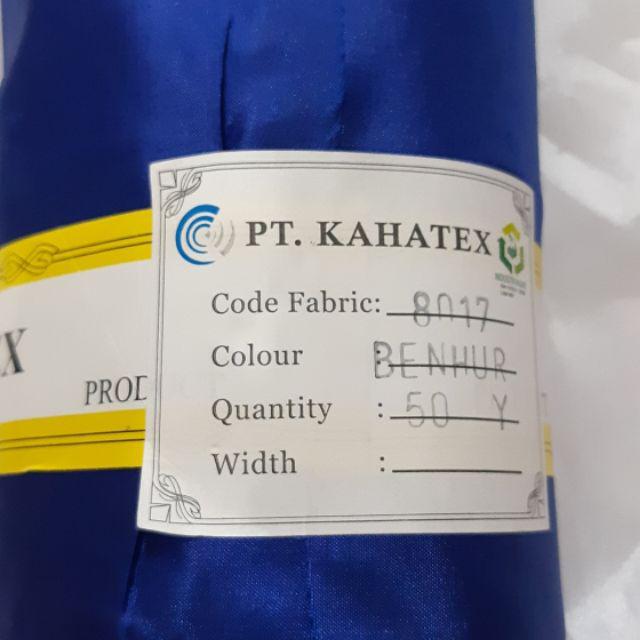 PT. KAHATEX
Code Fabric: 8017
Colour : BENHUR
Quantity : 50 Y
Width :
X
PROD